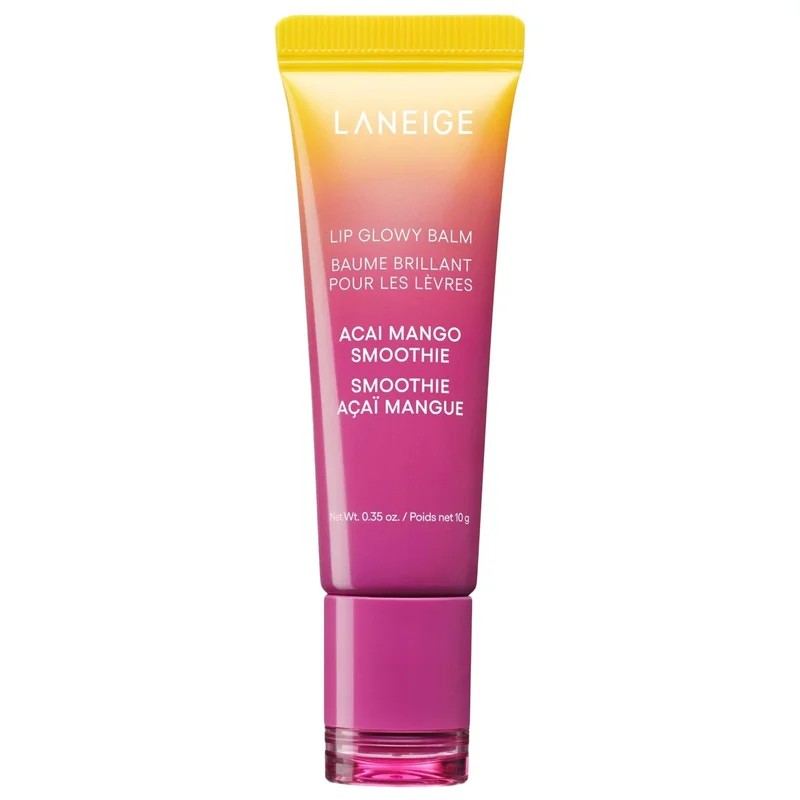 LANEIGE
LIP GLOWY BALM
BAUME BRILLANT
POUR LES LÈVRES
ACAI MANGO
SMOOTHIE
SMOOTHIE
AÇAÏ MANGUE
Net Wt. 0.35 oz. / Poids net 10 g